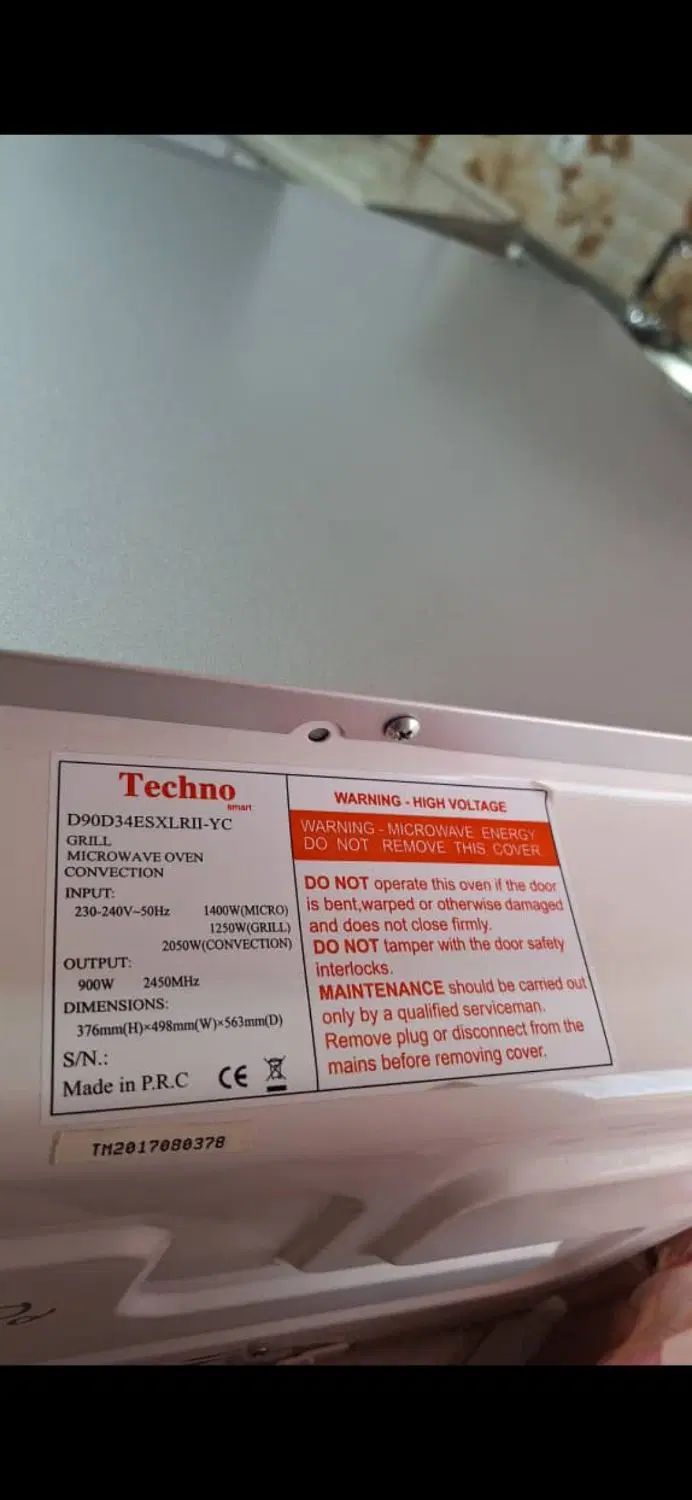 Techno
smart
D90D34ESXLRII-YC
GRILL
MICROWAVE OVEN
CONVECTION
INPUT:
230-240V~50Hz 1400W(MICRO)
1250W(GRILL)
2050W(CONVECTION)
OUTPUT:
900W 2450MHz
DIMENSIONS:
376mm(H)×498mm(W)×563mm(D)
S/N.:
Made in P.R.C CE
WARNING - HIGH VOLTAGE
WARNING - MICROWAVE ENERGY
DO NOT REMOVE THIS COVER
DO NOT operate this oven if the door
is bent,warped or otherwise damaged
and does not close firmly.
DO NOT tamper with the door safety
interlocks.
MAINTENANCE should be carried out
only by a qualified serviceman.
Remove plug or disconnect from the
mains before removing cover.
TM2017080378